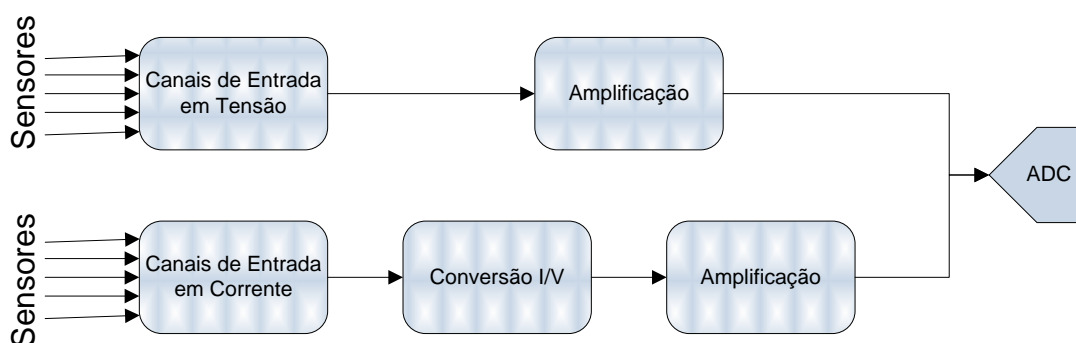 Sensores
Canais de Entrada
em Tensão
Amplificação
ADC
Sensores
Canais de Entrada
em Corrente
Conversão I/V
Amplificação